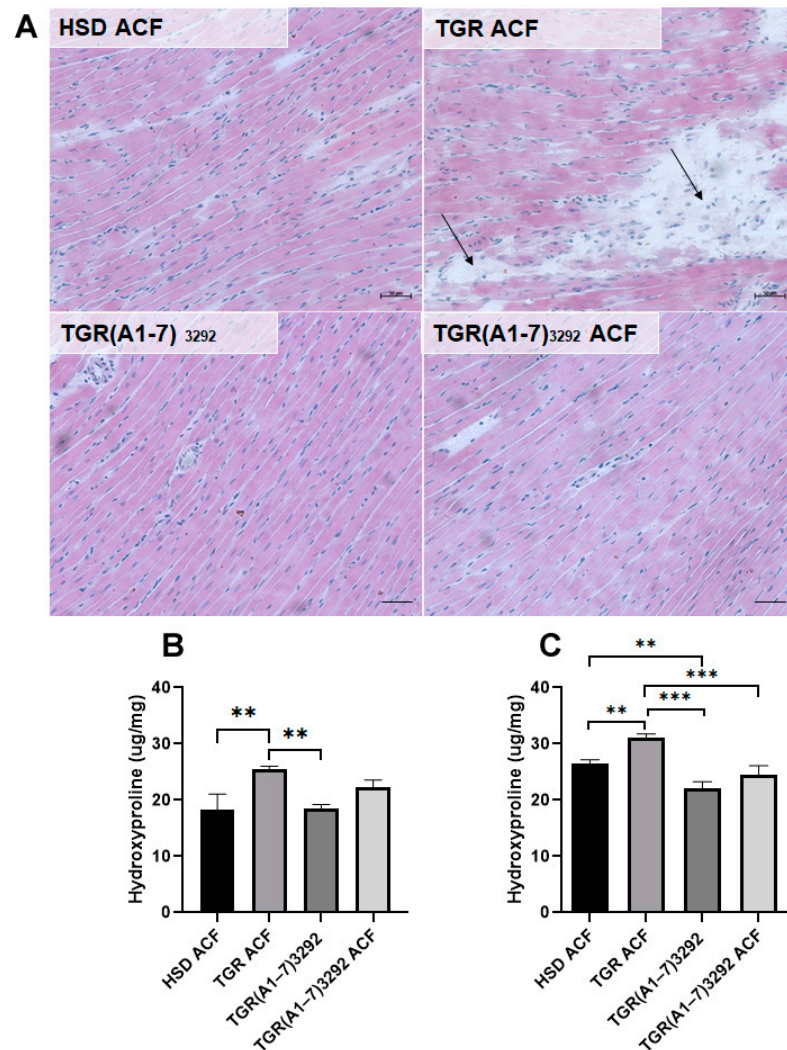 A
HSD ACF
TGR ACF
TGR(A1-7) 3292
TGR(A1-7)3292 ACF
B
Hydroxyproline (ug/mg)
40
30
20
10
0
**
**
HSD ACF
TGR ACF
TGR(A1–7)3292
TGR(A1–7)3292 ACF
C
Hydroxyproline (ug/mg)
40
30
20
10
0
**
***
**
***
HSD ACF
TGR ACF
TGR(A1–7)3292
TGR(A1–7)3292 ACF